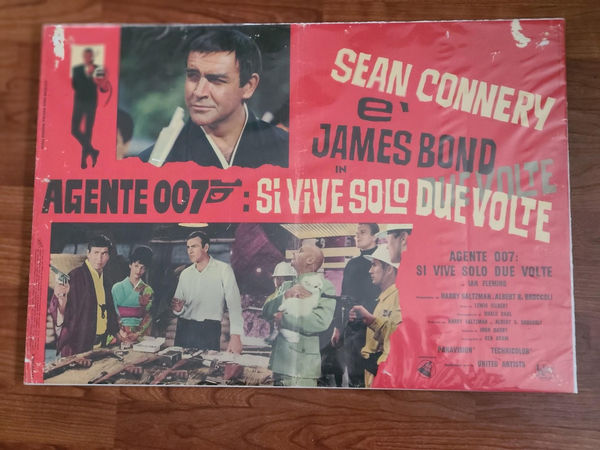 SEAN CONNERY
è
JAMES BOND
IN
AGENTE 007: SI VIVE SOLO DUE VOLTE
DUE VOLTE
AGENTE 007:
SI VIVE SOLO DUE VOLTE
IAN FLEMING
HARRY SALTZMAN ALBERT R. BROCCOLI
LEWIS GILBERT
ROALD DAHL
HARRY SALTZMAN ALBERT R. BROCCOLI
JOHN BARRY
KEN ADAM
PANAVISION TECHNICOLOR
UNITED ARTISTS